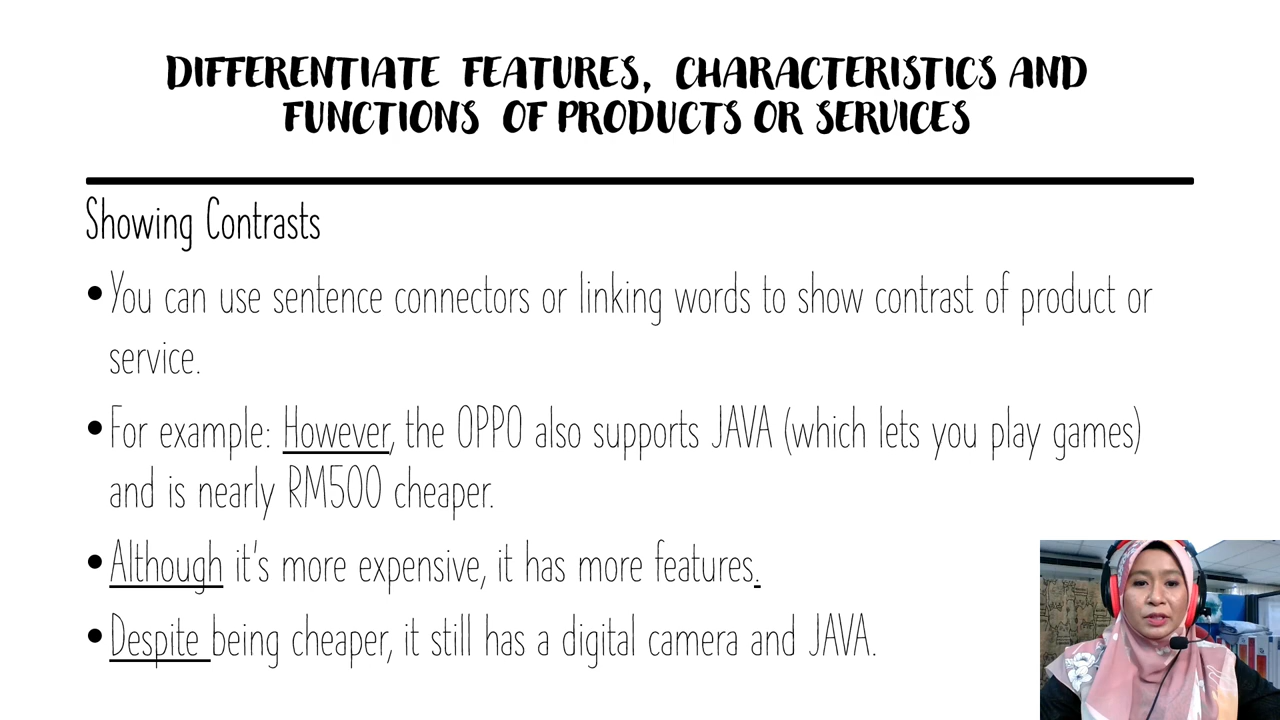 DIFFERENTIATE FEATURES, CHARACTERISTICS AND
FUNCTIONS OF PRODUCTS OR SERVICES
Showing Contrasts
•You can use sentence connectors or linking words to show contrast of product or
service.
•For example: However, the OPPO also supports JAVA (which lets you play games)
and is nearly RM500 cheaper.
•Although it's more expensive, it has more features.
•Despite being cheaper, it still has a digital camera and JAVA.